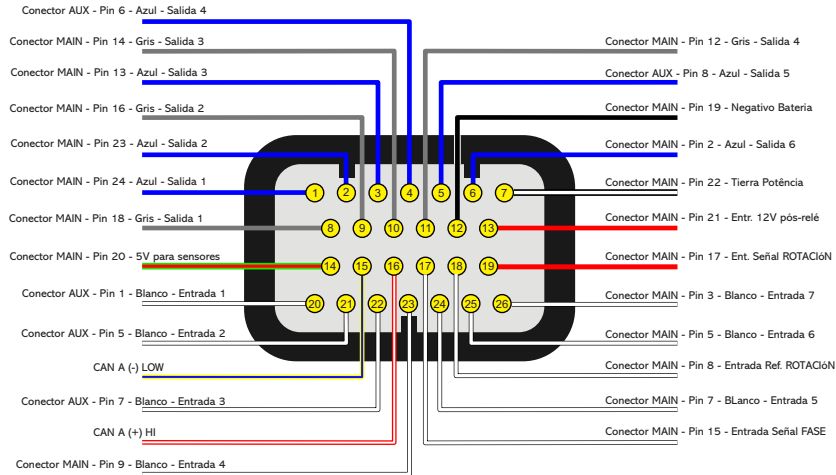 Conector AUX - Pin 6 - Azul - Salida 4
Conector MAIN - Pin 14 - Gris - Salida 3
Conector MAIN - Pin 13 - Azul - Salida 3
Conector MAIN - Pin 16 - Gris - Salida 2
Conector MAIN - Pin 23 - Azul - Salida 2
Conector MAIN - Pin 24 - Azul - Salida 1
Conector MAIN - Pin 18 - Gris - Salida 1
Conector MAIN - Pin 20 - 5V para sensores
Conector AUX - Pin 1 - Blanco - Entrada 1
Conector AUX - Pin 5 - Blanco - Entrada 2
CAN A (-) LOW
Conector AUX - Pin 7 - Blanco - Entrada 3
CAN A (+) HI
Conector MAIN - Pin 9 - Blanco - Entrada 4
1 2 3 4 5 6 7
8 9 10 11 12 13
14 15 16 17 18 19
20 21 22 23 24 25 26
Conector MAIN - Pin 12 - Gris - Salida 4
Conector AUX - Pin 8 - Azul - Salida 5
Conector MAIN - Pin 19 - Negativo Bateria
Conector MAIN - Pin 2 - Azul - Salida 6
Conector MAIN - Pin 22 - Tierra Potência
Conector MAIN - Pin 21 - Entr. 12V pós-relé
Conector MAIN - Pin 17 - Ent. Señal ROTACIóN
Conector MAIN - Pin 3 - Blanco - Entrada 7
Conector MAIN - Pin 5 - Blanco - Entrada 6
Conector MAIN - Pin 8 - Entrada Ref. ROTACIóN
Conector MAIN - Pin 7 - BLanco - Entrada 5
Conector MAIN - Pin 15 - Entrada Señal FASE